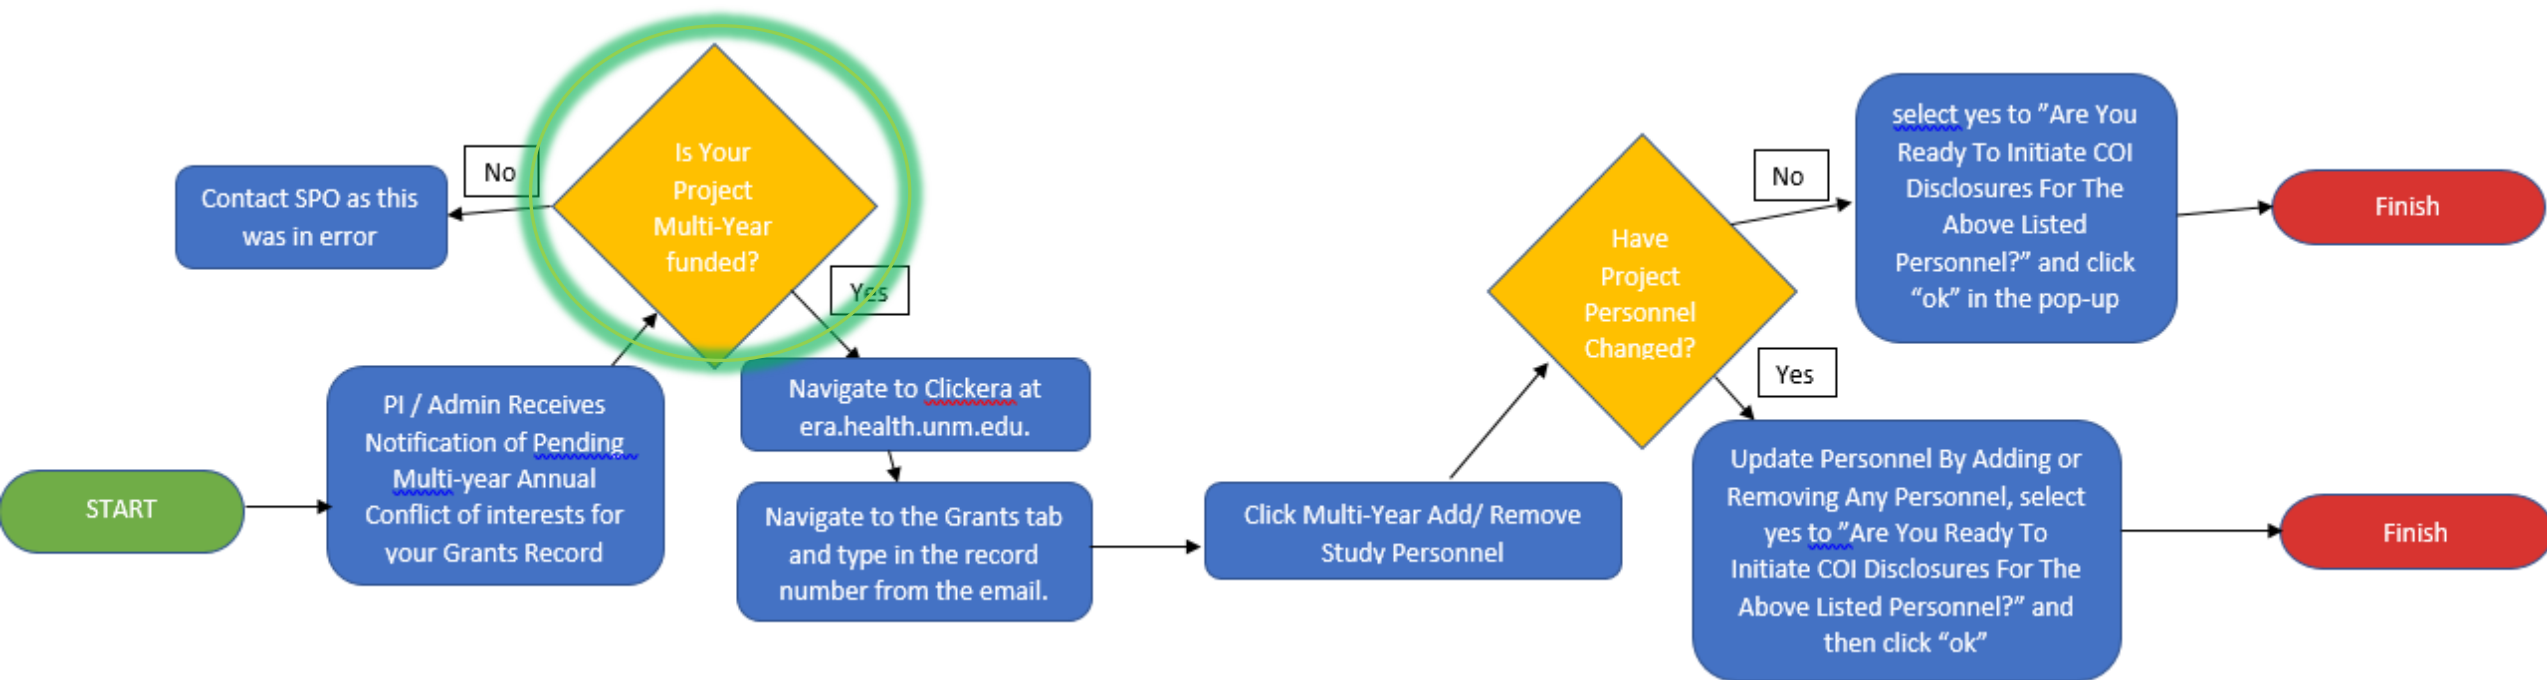 START
PI / Admin Receives
Notification of Pending
Multi-year Annual
Conflict of interests for
your Grants Record
Is Your
Project
Multi-Year
funded?
No
Contact SPO as this
was in error
Yes
Navigate to Clickera at
era.health.unm.edu.
Navigate to the Grants tab
and type in the record
number from the email.
Click Multi-Year Add/ Remove
Study Personnel
Have
Project
Personnel
Changed?
No
select yes to ”Are You
Ready To Initiate COI
Disclosures For The
Above Listed
Personnel?” and click
“ok” in the pop-up
Finish
Yes
Update Personnel By Adding or
Removing Any Personnel, select
yes to ”Are You Ready To
Initiate COI Disclosures For The
Above Listed Personnel?” and
then click “ok”
Finish